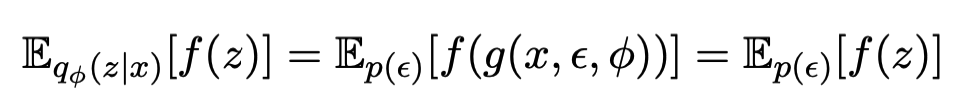 𝔼_{q_ϕ(z|x)}[f(z)] = 𝔼_{p(ϵ)}[f(g(x, ϵ, ϕ))] = 𝔼_{p(ϵ)}[f(z)]